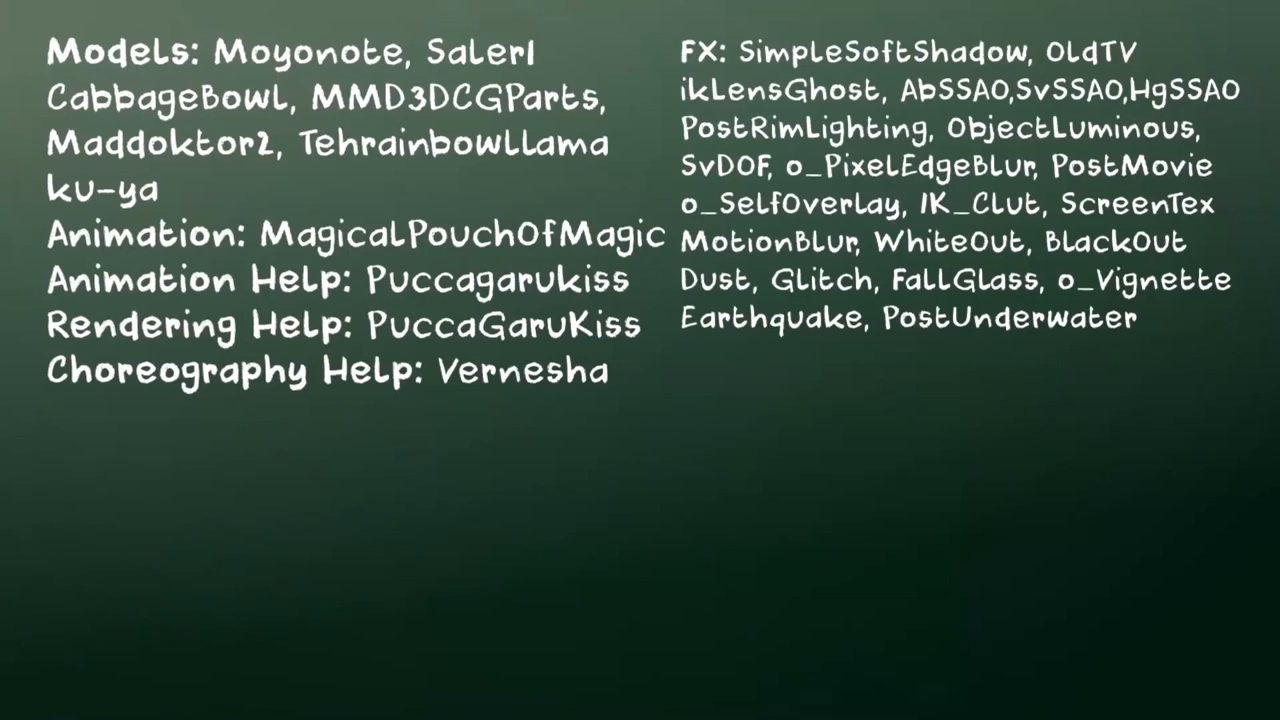 Models: Moyonote, Saler1
CabbageBowl, MMD3DCGParts,
Maddoktor2, TehrainbowLLama
ku-ya
Animation: MagicalPouchOfMagic
Animation Help: Puccagarukiss
Rendering Help: PuccaGaruKiss
Choreography Help: Vernesha
FX: SimpleSoftShadow, OldTV
ikLensGhost, AbSSAO,SvSSAO,HgSSAO
PostRimLighting, ObjectLuminous,
SvDOF, o_PixelEdgeBlur, PostMovie
o_SelfOverlay, IK_Clut, ScreenTex
MotionBlur, WhiteOut, BlackOut
Dust, Glitch, FallGlass, o_Vignette
Earthquake, PostUnderwater